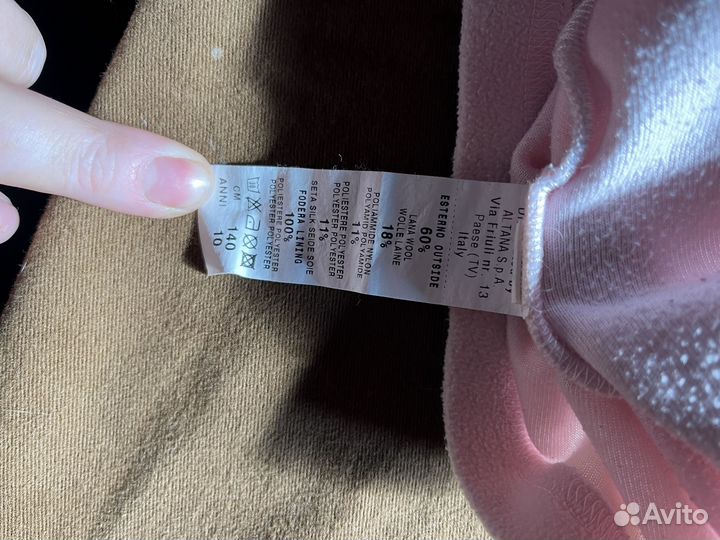 ALTANA S.p.A.
Via Friuli nr. 13
Paese (TV)
Italy
ESTERNO OUTSIDE
60%
LANA WOOL
WOLLE LAINE
18%
POLIAMMIDE NYLON
POLYAMID POLYAMIDE
11%
POLIESTERE POLYESTER
POLYESTER POLYESTER
11%
SETA SILK SEIDE SOIE
FODERA LINING
100%
POLIESTERE POLYESTER
POLYESTER POLYESTER
CM 140
ANNI 10
Avito